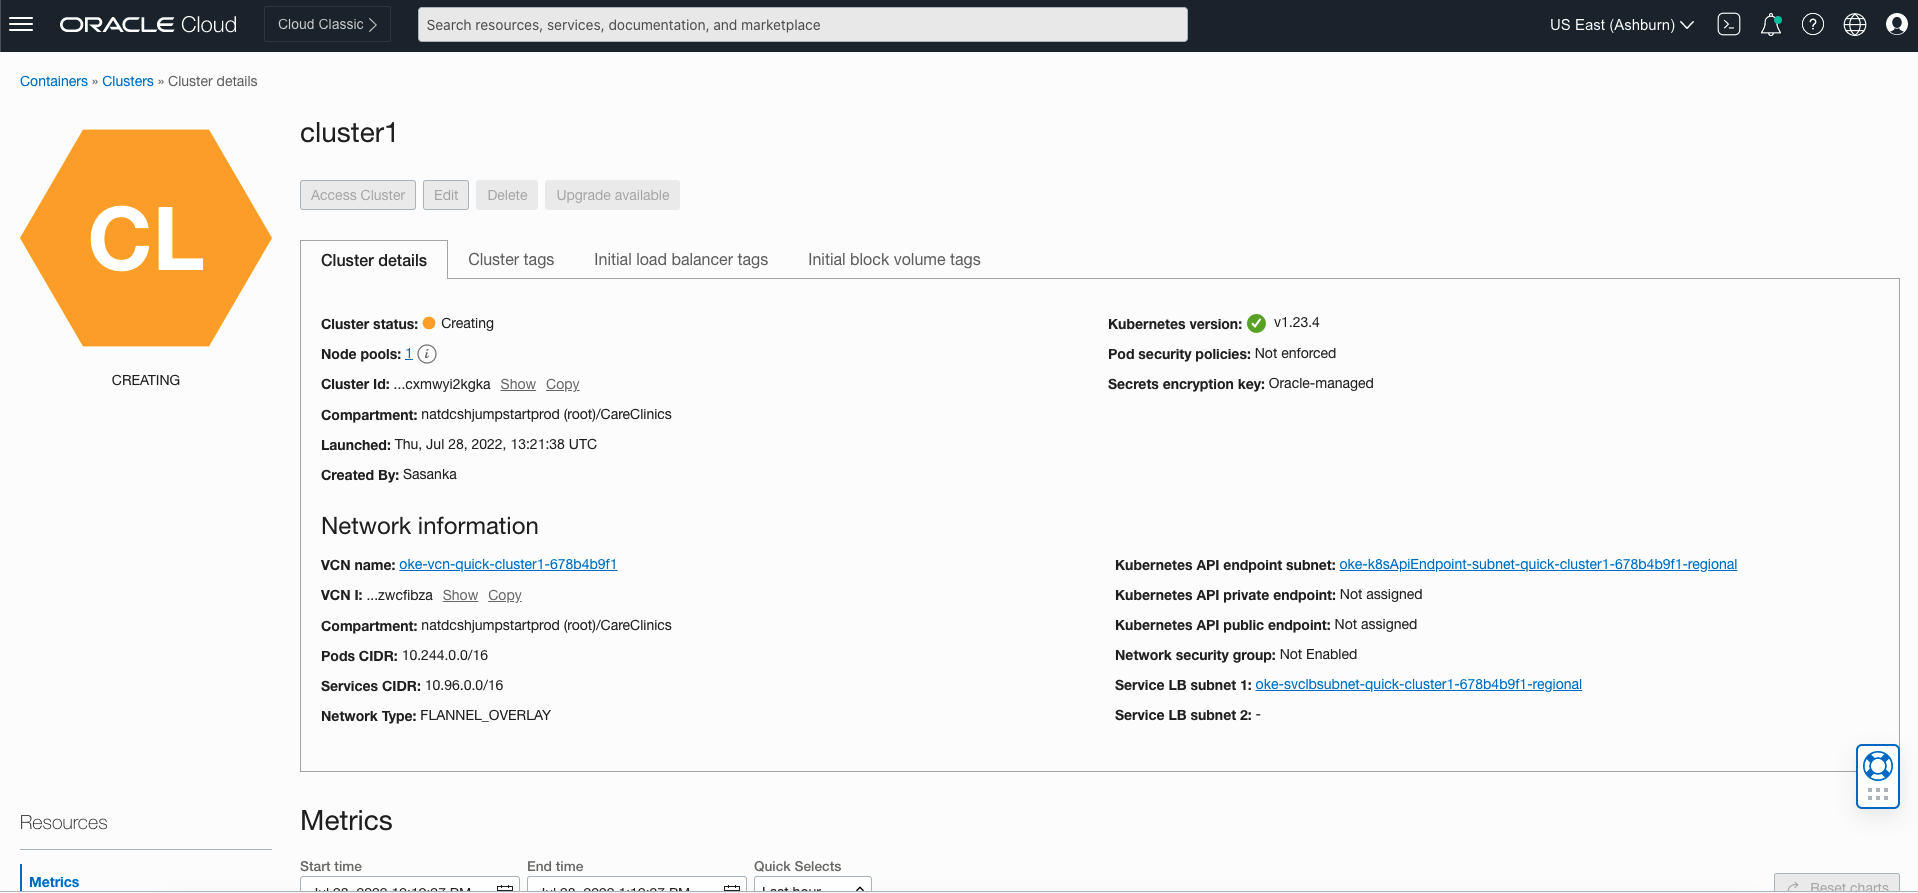 ORACLE Cloud
Cloud Classic
Search resources, services, documentation, and marketplace
US East (Ashburn)
Containers » Clusters » Cluster details
CL
CREATING
cluster1
Access Cluster
Edit
Delete
Upgrade available
Cluster details
Cluster tags
Initial load balancer tags
Initial block volume tags
Cluster status: Creating
Node pools: 1
Cluster Id: ...cxmwyi2kgka Show Copy
Compartment: natdcshjumpstartprod (root)/CareClinics
Launched: Thu, Jul 28, 2022, 13:21:38 UTC
Created By: Sasanka
Kubernetes version: v1.23.4
Pod security policies: Not enforced
Secrets encryption key: Oracle-managed
Network information
VCN name: oke-vcn-quick-cluster1-678b4b9f1
VCN I: ...zwcfibza Show Copy
Compartment: natdcshjumpstartprod (root)/CareClinics
Pods CIDR: 10.244.0.0/16
Services CIDR: 10.96.0.0/16
Network Type: FLANNEL_OVERLAY
Kubernetes API endpoint subnet: oke-k8sApiEndpoint-subnet-quick-cluster1-678b4b9f1-regional
Kubernetes API private endpoint: Not assigned
Kubernetes API public endpoint: Not assigned
Network security group: Not Enabled
Service LB subnet 1: oke-svclbsubnet-quick-cluster1-678b4b9f1-regional
Service LB subnet 2: -
Resources
Metrics
Metrics
Start time
End time
Quick Selects
Last hour
Reset charts